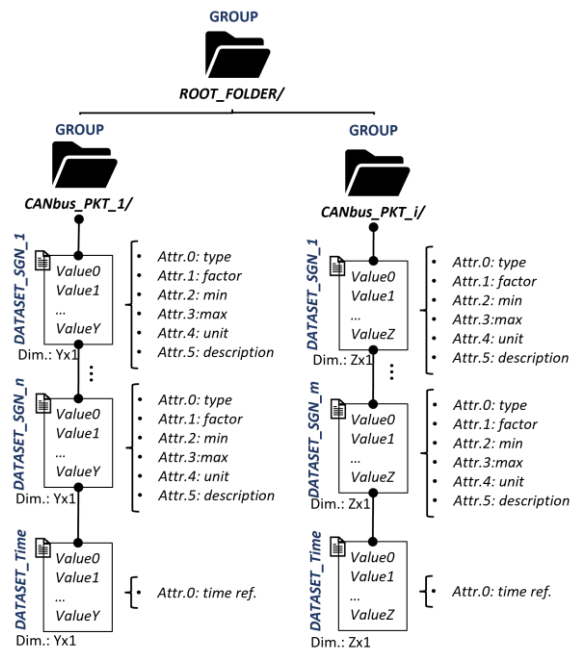 GROUP
ROOT_FOLDER/
GROUP
CANbus_PKT_1/
DATASET_SGN_1
Value0
Value1
...
ValueY
Dim.: Yx1
• Attr.0: type
• Attr.1: factor
• Attr.2: min
• Attr.3:max
• Attr.4: unit
• Attr.5: description
...
DATASET_SGN_n
Value0
Value1
...
ValueY
Dim.: Yx1
• Attr.0: type
• Attr.1: factor
• Attr.2: min
• Attr.3:max
• Attr.4: unit
• Attr.5: description
DATASET_Time
Value0
Value1
...
ValueY
Dim.: Yx1
• Attr.0: time ref.
GROUP
CANbus_PKT_i/
DATASET_SGN_1
Value0
Value1
...
ValueZ
Dim.: Zx1
• Attr.0: type
• Attr.1: factor
• Attr.2: min
• Attr.3:max
• Attr.4: unit
• Attr.5: description
...
DATASET_SGN_m
Value0
Value1
...
ValueZ
Dim.: Zx1
• Attr.0: type
• Attr.1: factor
• Attr.2: min
• Attr.3:max
• Attr.4: unit
• Attr.5: description
DATASET_Time
Value0
Value1
...
ValueZ
Dim.: Zx1
• Attr.0: time ref.